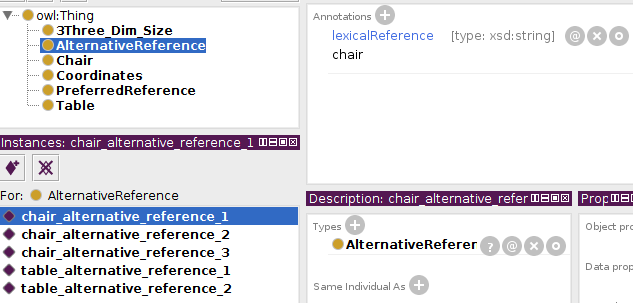 owl:Thing
3Three_Dim_Size
AlternativeReference
Chair
Coordinates
PreferredReference
Table
Instances: chair_alternative_reference_1
For: AlternativeReference
chair_alternative_reference_1
chair_alternative_reference_2
chair_alternative_reference_3
table_alternative_reference_1
table_alternative_reference_2
Annotations
lexicalReference [type: xsd:string]
chair
Description: chair_alternative_refer
Types
AlternativeReferer
Same Individual As
Prop
Object pro
Data prop